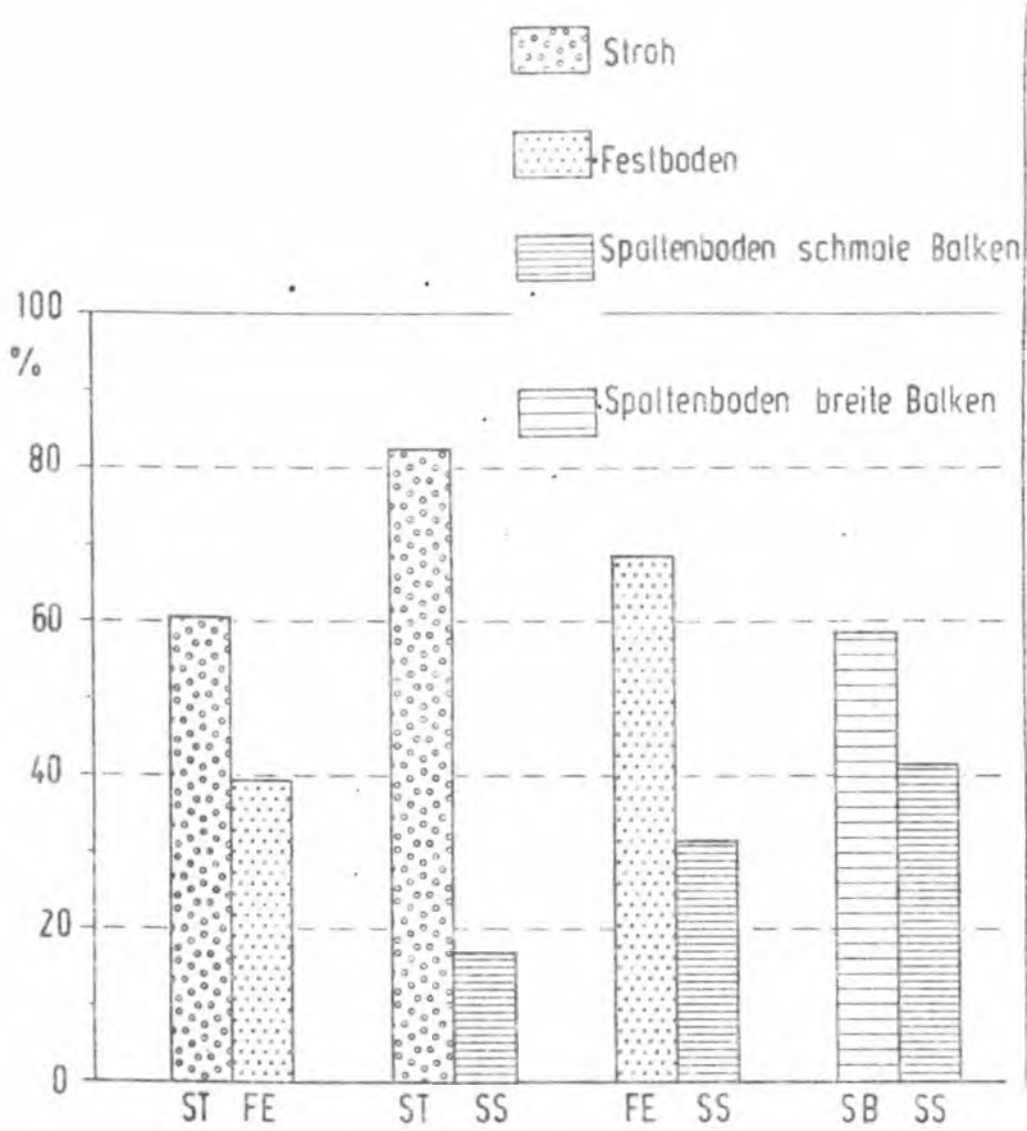 Stroh
Festboden
Spaltenboden schmale Balken
100
%
Spaltenboden breite Balken
80
60
40
20
0
ST FE ST SS FE SS SB SS